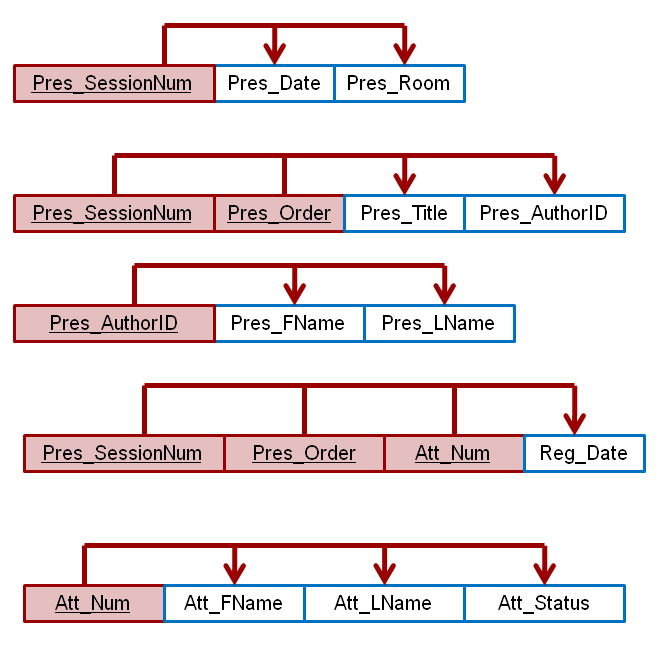 Pres_SessionNum Pres_Date Pres_Room
Pres_SessionNum Pres_Order Pres_Title Pres_AuthorID
Pres_AuthorID Pres_FName Pres_LName
Pres_SessionNum Pres_Order Att_Num Reg_Date
Att_Num Att_FName Att_LName Att_Status